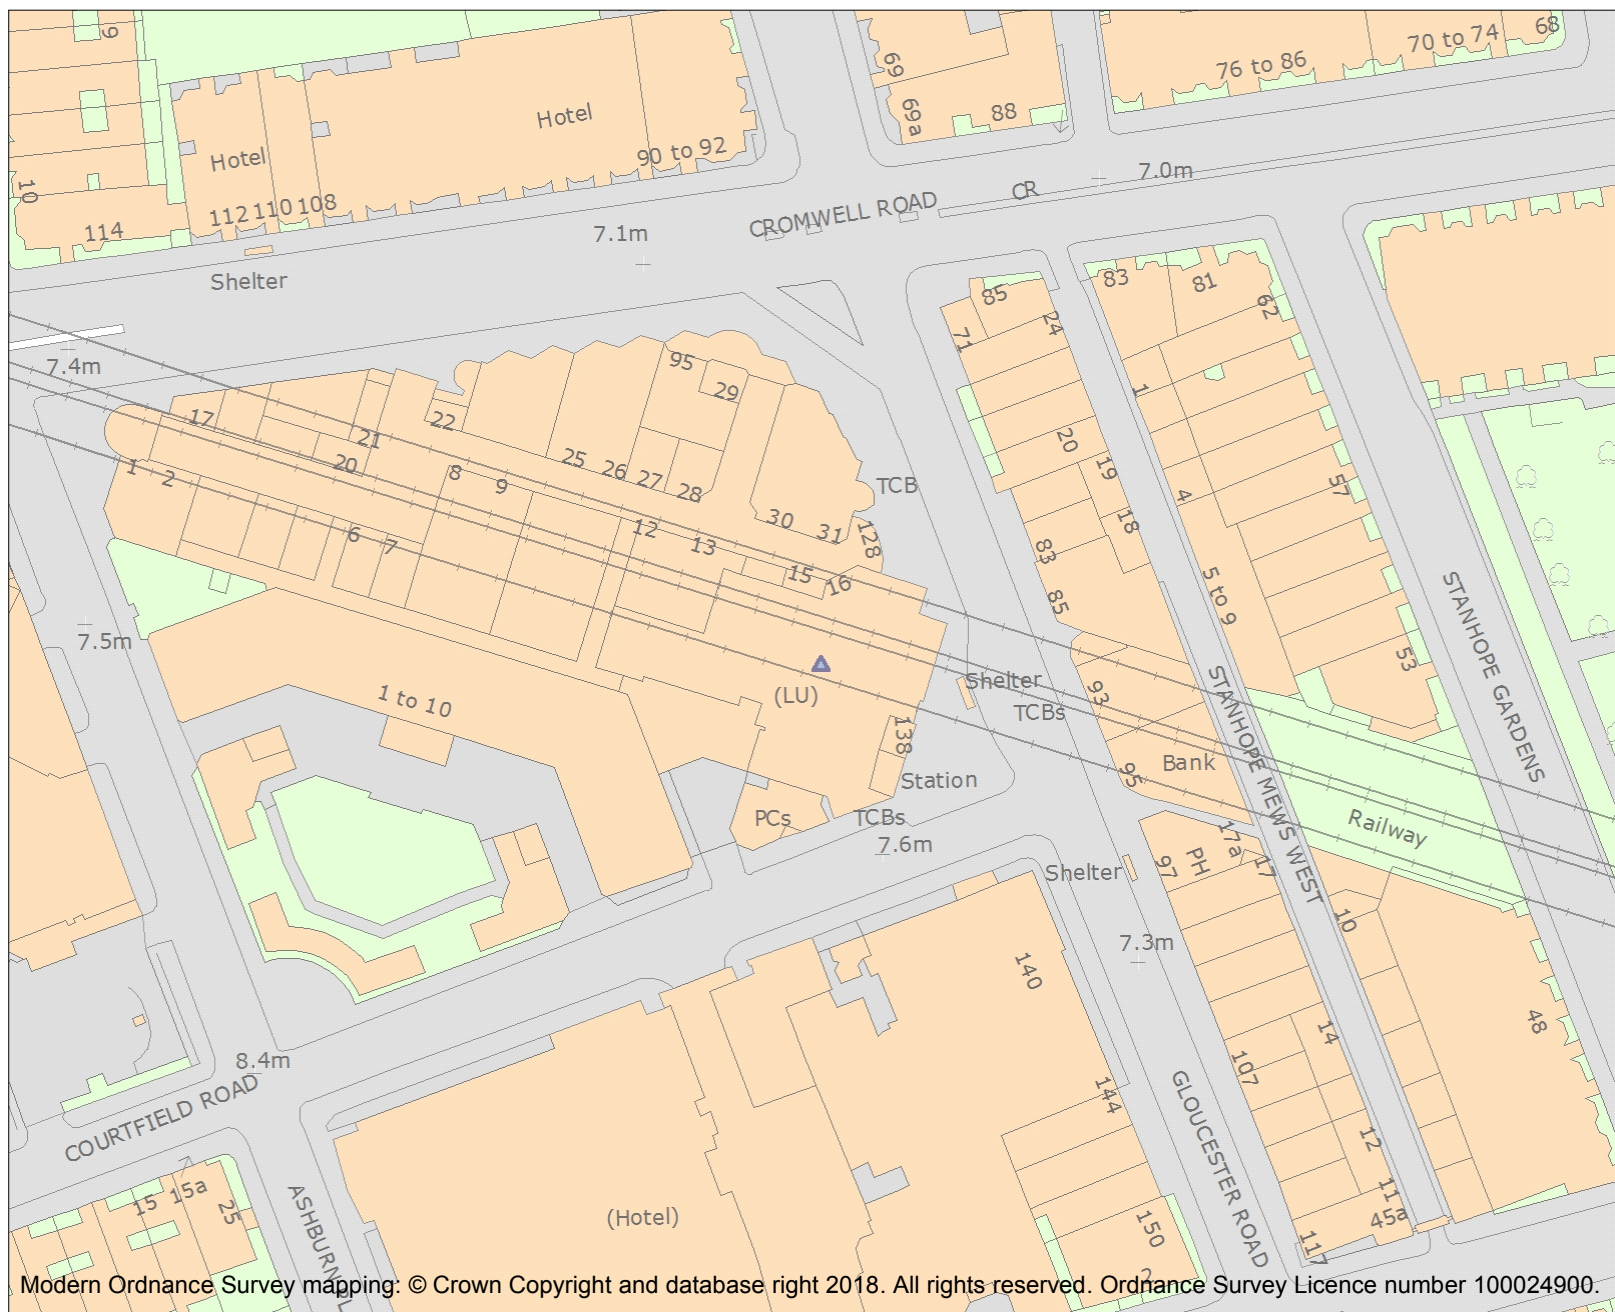 9
Hotel
90 to 92
69
69a
88
76 to 86
70 to 74
68
Hotel
10
114
112
110
108
CROMWELL ROAD
CR
7.0m
7.1m
Shelter
7.4m
85
71
24
83
81
62
17
21
20
22
95
29
1
2
8
9
25
26
27
28
30
31
128
TCB
6
7
12
13
15
16
1
20
19
18
4
57
83
85
5 to 9
53
STANHOPE GARDENS
7.5m
1 to 10
(LU)
138
Shelter
TCBs
93
95
Bank
STANHOPE MEWS WEST
Station
PCs
TCBs
7.6m
Railway
Shelter
97
PH
17a
17
10
7.3m
140
48
14
107
144
8.4m
COURTFIELD ROAD
GLOUCESTER ROAD
12
11
45a
15
15a
25
ASHBURN PL
(Hotel)
150
117
2
Modern Ordnance Survey mapping: © Crown Copyright and database right 2018. All rights reserved. Ordnance Survey Licence number 100024900.